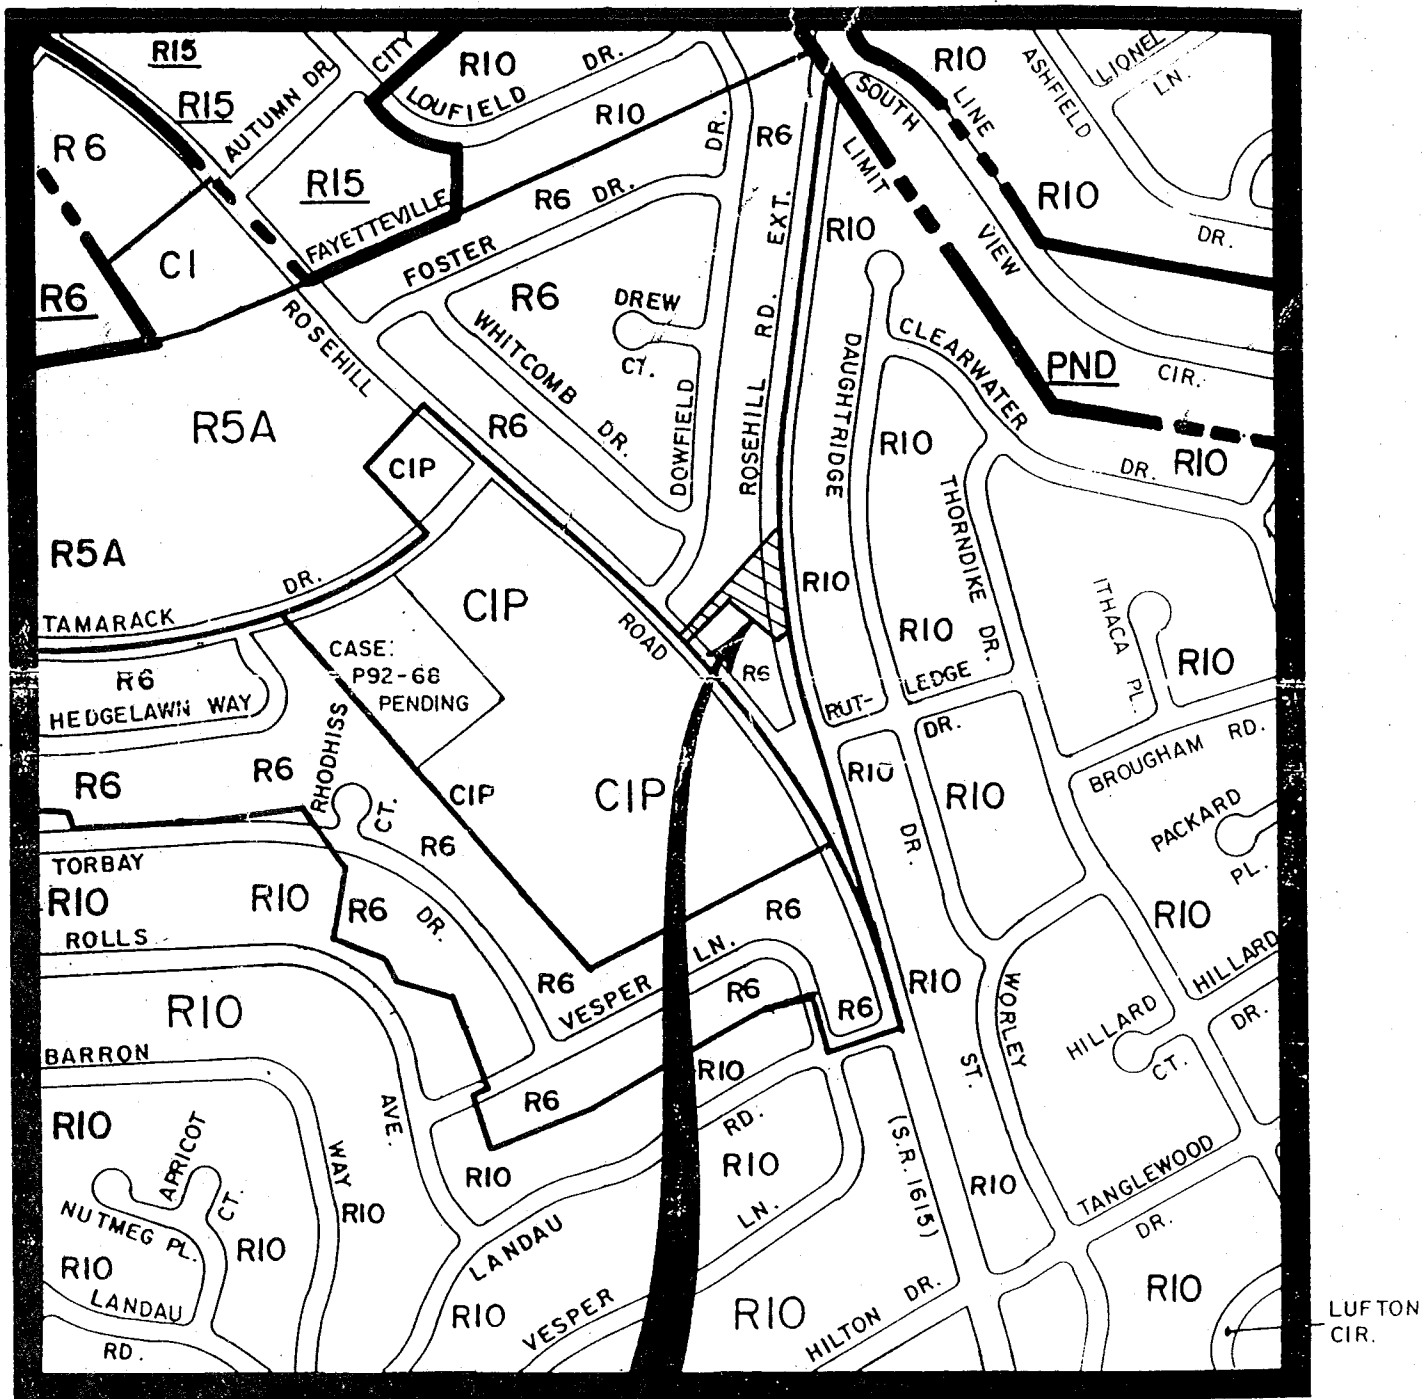 R15
CITY
R10
DR.
R10
LINE
ASHFIELD
LIONEL
LN.
R15
AUTUMN DR.
LOUFIELD
R10
SOUTH
R6
R15
FAYETTEVILLE
R6
DR.
DR.
R6
LIMIT
R10
DR.
C1
FOSTER
EXT.
R10
VIEW
R6
ROSEHILL
R6
DREW
CT.
WHITCOMB
DR.
RD.
DAUGHTRIDGE
CLEARWATER
PND
CIR.
R5A
R6
DOWFIELD
ROSEHILL
R10
DR.
R10
C1P
THORNDIKE
DR.
R5A
DR.
C1P
R10
ITHACA
PL.
TAMARACK
ROAD
R10
R10
CASE:
P92-68
PENDING
R6
R6
LEDGE
HEDGELAWN WAY
RUT-
DR.
BROUGHAM RD.
R6
R6
RHODHISS
CT.
C1P
C1P
R10
R10
PACKARD
PL.
R6
DR.
TORBAY
R10
R10
R6
DR.
R6
R10
ROLLS
LN.
HILLARD
DR.
R10
R6
VESPER
R6
R6
R10
WORLEY
HILLARD
CT.
BARRON
R10
ST.
R6
R10
AVE.
RD.
(S.R. 1615)
APRICOT
CT.
WAY
R10
R10
R10
TANGLEWOOD
DR.
NUTMEG PL.
R10
R10
LN.
R10
LANDAU
R10
LANDAU
RD.
R10
VESPER
R10
HILTON DR.
LUFTON
CIR.